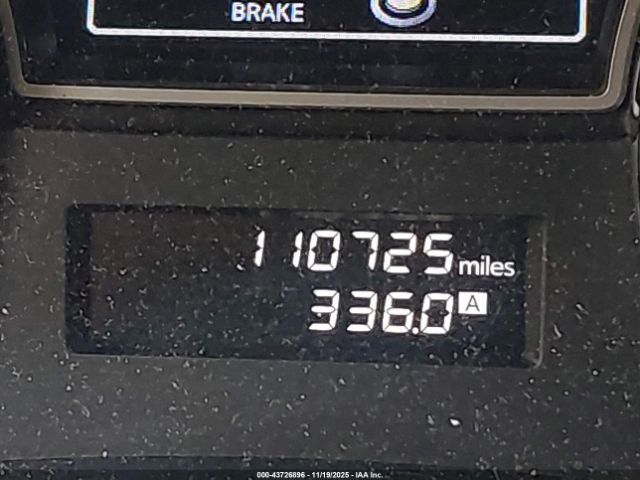 BRAKE
110725 miles
336.0 A
000-43726896 - 11/19/2025 - IAA Inc.